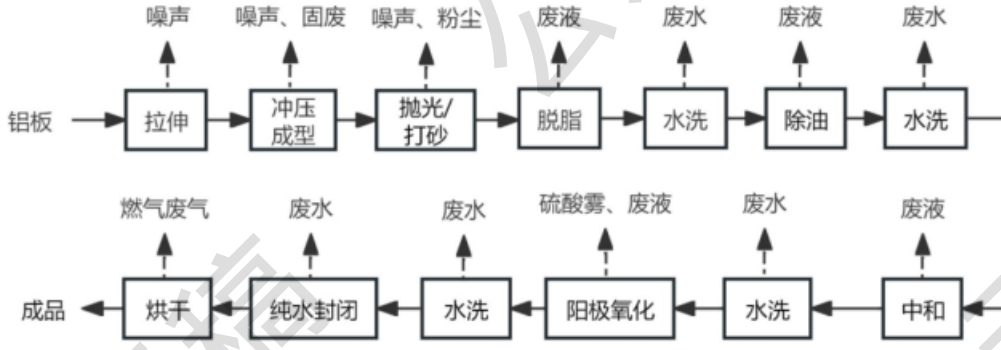 噪声 噪声、固废 噪声、粉尘 废液 废水 废液 废水
铝板 拉伸 冲压 抛光/ 脱脂 水洗 除油 水洗
成型 打砂
燃气废气 废水 废水 硫酸雾、废液 废水 废液
成品 烘干 纯水封闭 水洗 阳极氧化 水洗 中和
稿
公